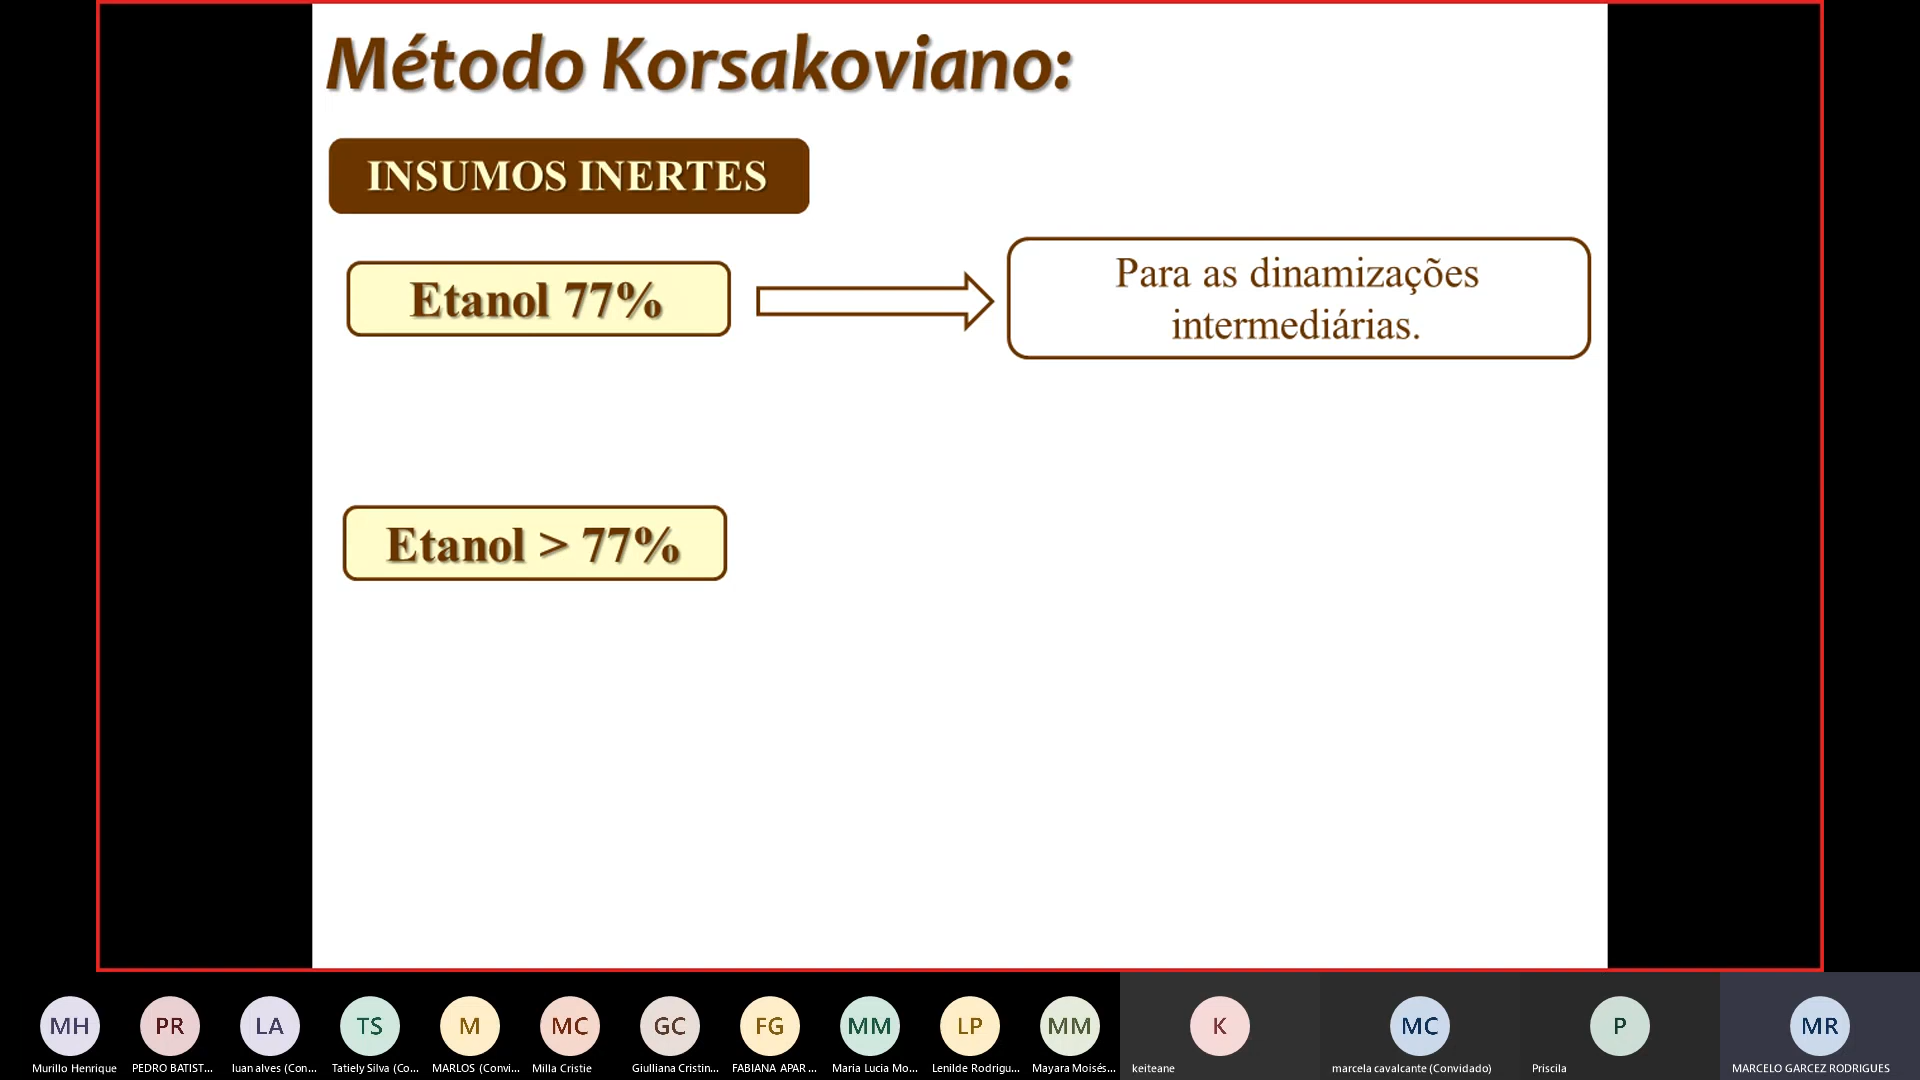 Método Korsakoviano:
INSUMOS INERTES
Etanol 77%
Para as dinamizações
intermediárias.
Etanol > 77%
MH
PR
LA
TS
M
MC
GC
FG
MM
LP
MM
K
MC
P
MR
Murillo Henrique
PEDRO BATIST...
luan alves (Con...
Tatiely Silva (Co...
MARLOS (Convi...
Milla Cristie
Giulliana Cristin...
FABIANA APAR ...
Maria Lucia Mo...
Lenilde Rodrigu...
Mayara Moisés...
keiteane
marcela cavalcante (Convidado)
Priscila
MARCELO GARCEZ RODRIGUES